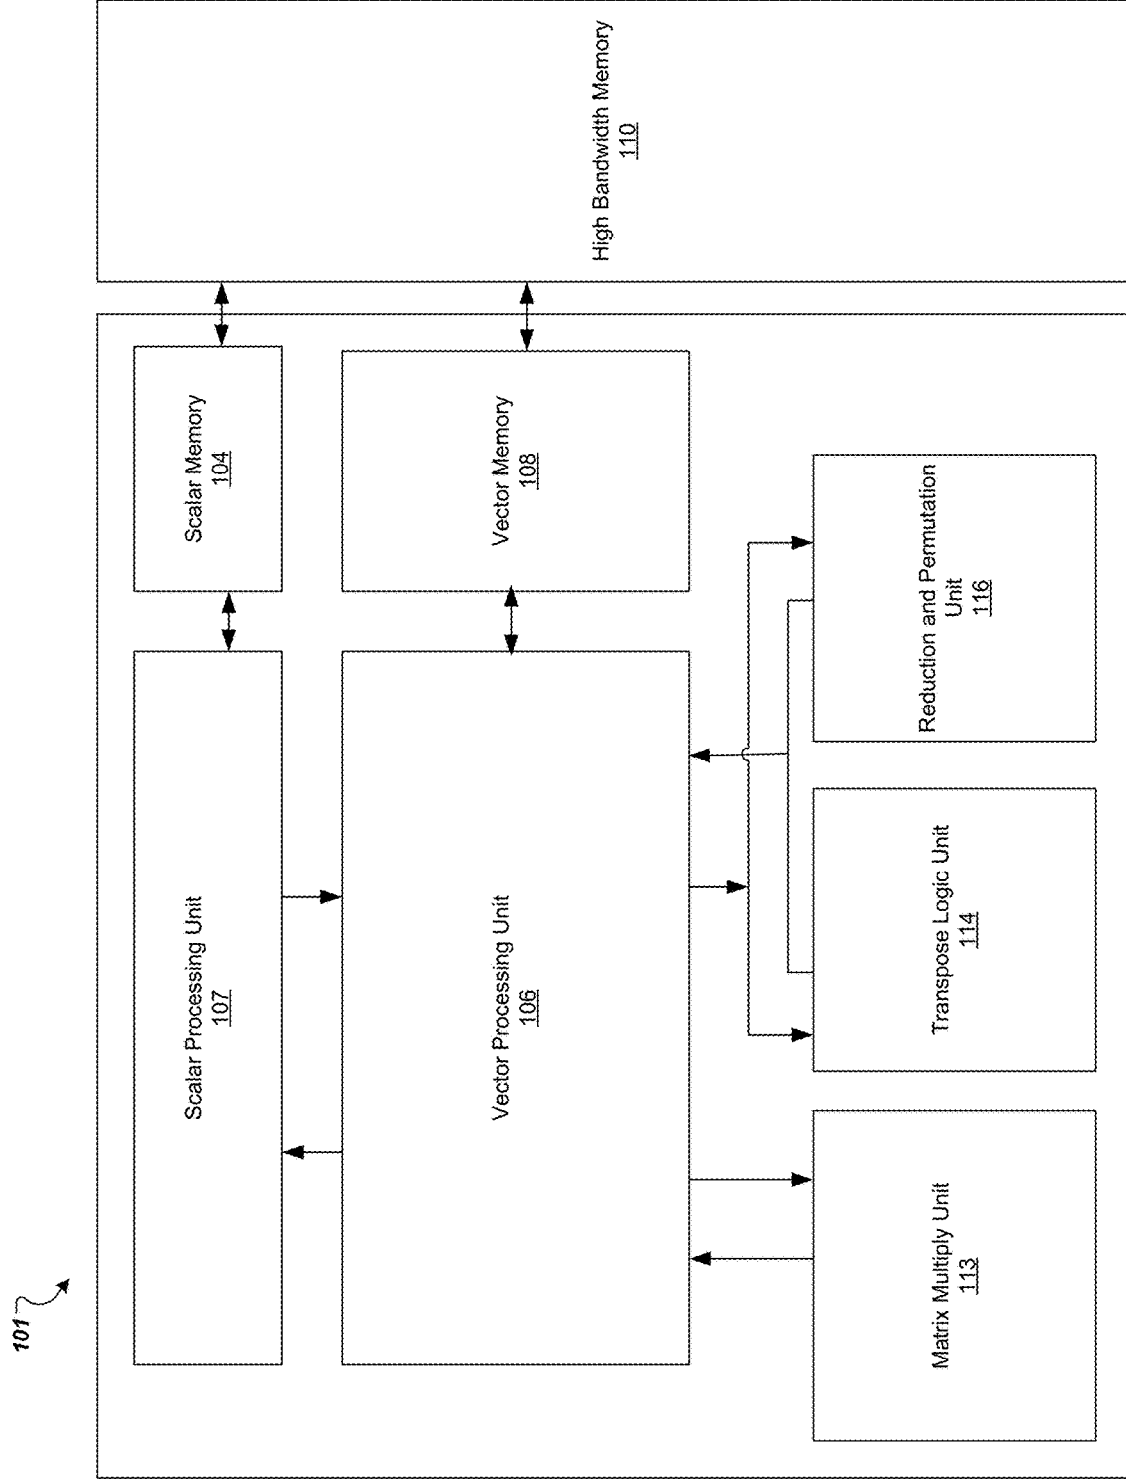 101
Scalar Processing Unit
107
Scalar Memory
104
Vector Processing Unit
106
Vector Memory
108
High Bandwidth Memory
110
Matrix Multiply Unit
113
Transpose Logic Unit
114
Reduction and Permutation
Unit
116